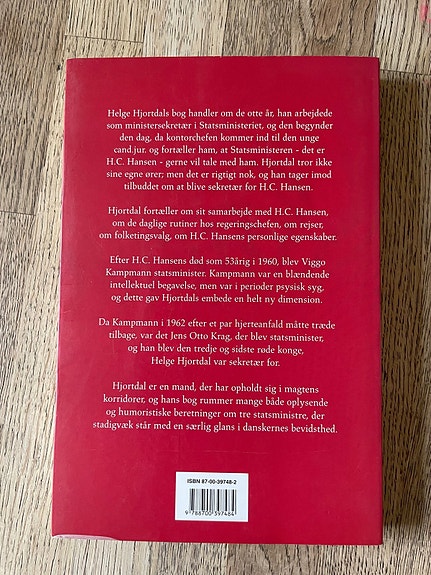 Helge Hjortdals bog handler om de otte år, han arbejdede
som ministersekretær i Statsministeriet, og den begynder
den dag, da kontorchefen kommer ind til den unge
cand.jur. og fortæller ham, at Statsministeren - det er
H.C. Hansen - gerne vil tale med ham. Hjortdal tror ikke
sine egne ører; men det er rigtigt nok, og han tager imod
tilbuddet om at blive sekretær for H.C. Hansen.
Hjortdal fortæller om sit samarbejde med H.C. Hansen,
om de daglige rutiner hos regeringschefen, om rejser,
om folketingsvalg, om H.C. Hansens personlige egenskaber.
Efter H.C. Hansens død som 53årig i 1960, blev Viggo
Kampmann statsminister. Kampmann var en blændende
intellektuel begavelse, men var i perioder psysisk syg,
og dette gav Hjortdals embede en helt ny dimension.
Da Kampmann i 1962 efter et par hjerteanfald måtte træde
tilbage, var det Jens Otto Krag, der blev statsminister,
og han blev den tredje og sidste røde konge,
Helge Hjortdal var sekretær for.
Hjortdal er en mand, der har opholdt sig i magtens
korridorer, og hans bog rummer mange både oplysende
og humoristiske beretninger om tre statsministre, der
stadigvæk står med en særlig glans i danskernes bevidsthed.
ISBN 87-00-39748-2
9 788700 397484